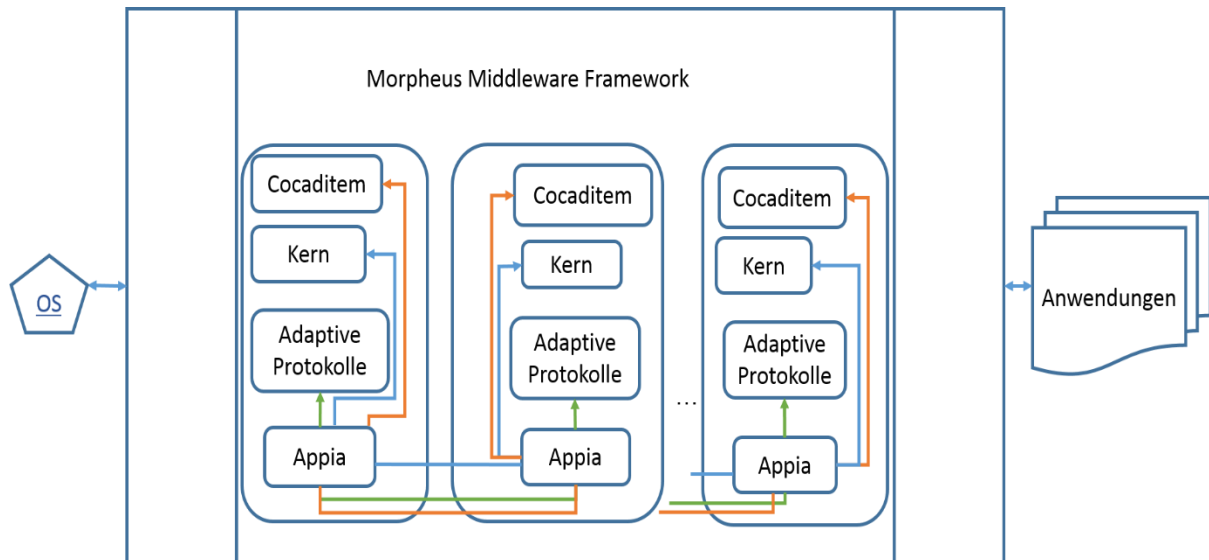 Morpheus Middleware Framework
Cocaditem
Kern
Adaptive
Protokolle
Appia
Cocaditem
Kern
Adaptive
Protokolle
Appia
...
Cocaditem
Kern
Adaptive
Protokolle
Appia
OS
Anwendungen